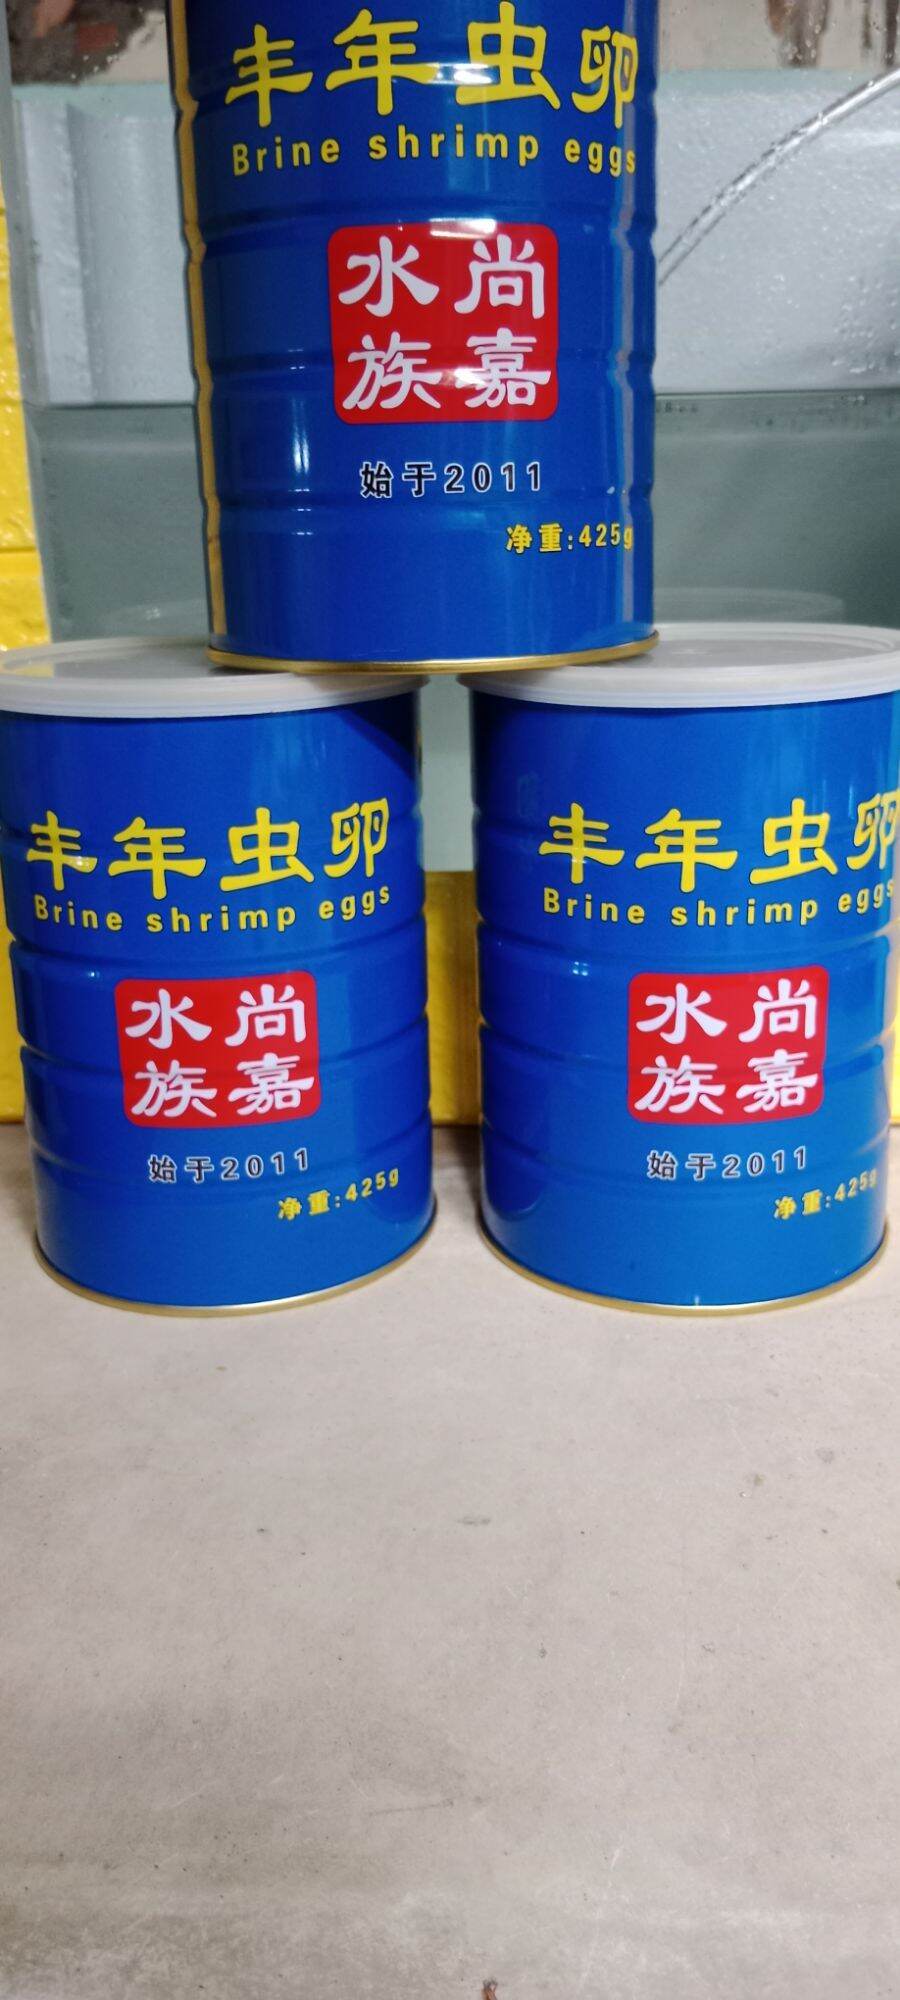 丰年虫卵
Brine shrimp eggs
水尚
族嘉
始于2011
净重:425g
丰年虫卵
Brine shrimp eggs
水尚
族嘉
始于2011
净重:425g
丰年虫卵
Brine shrimp eggs
水尚
族嘉
始于2011
净重:425g